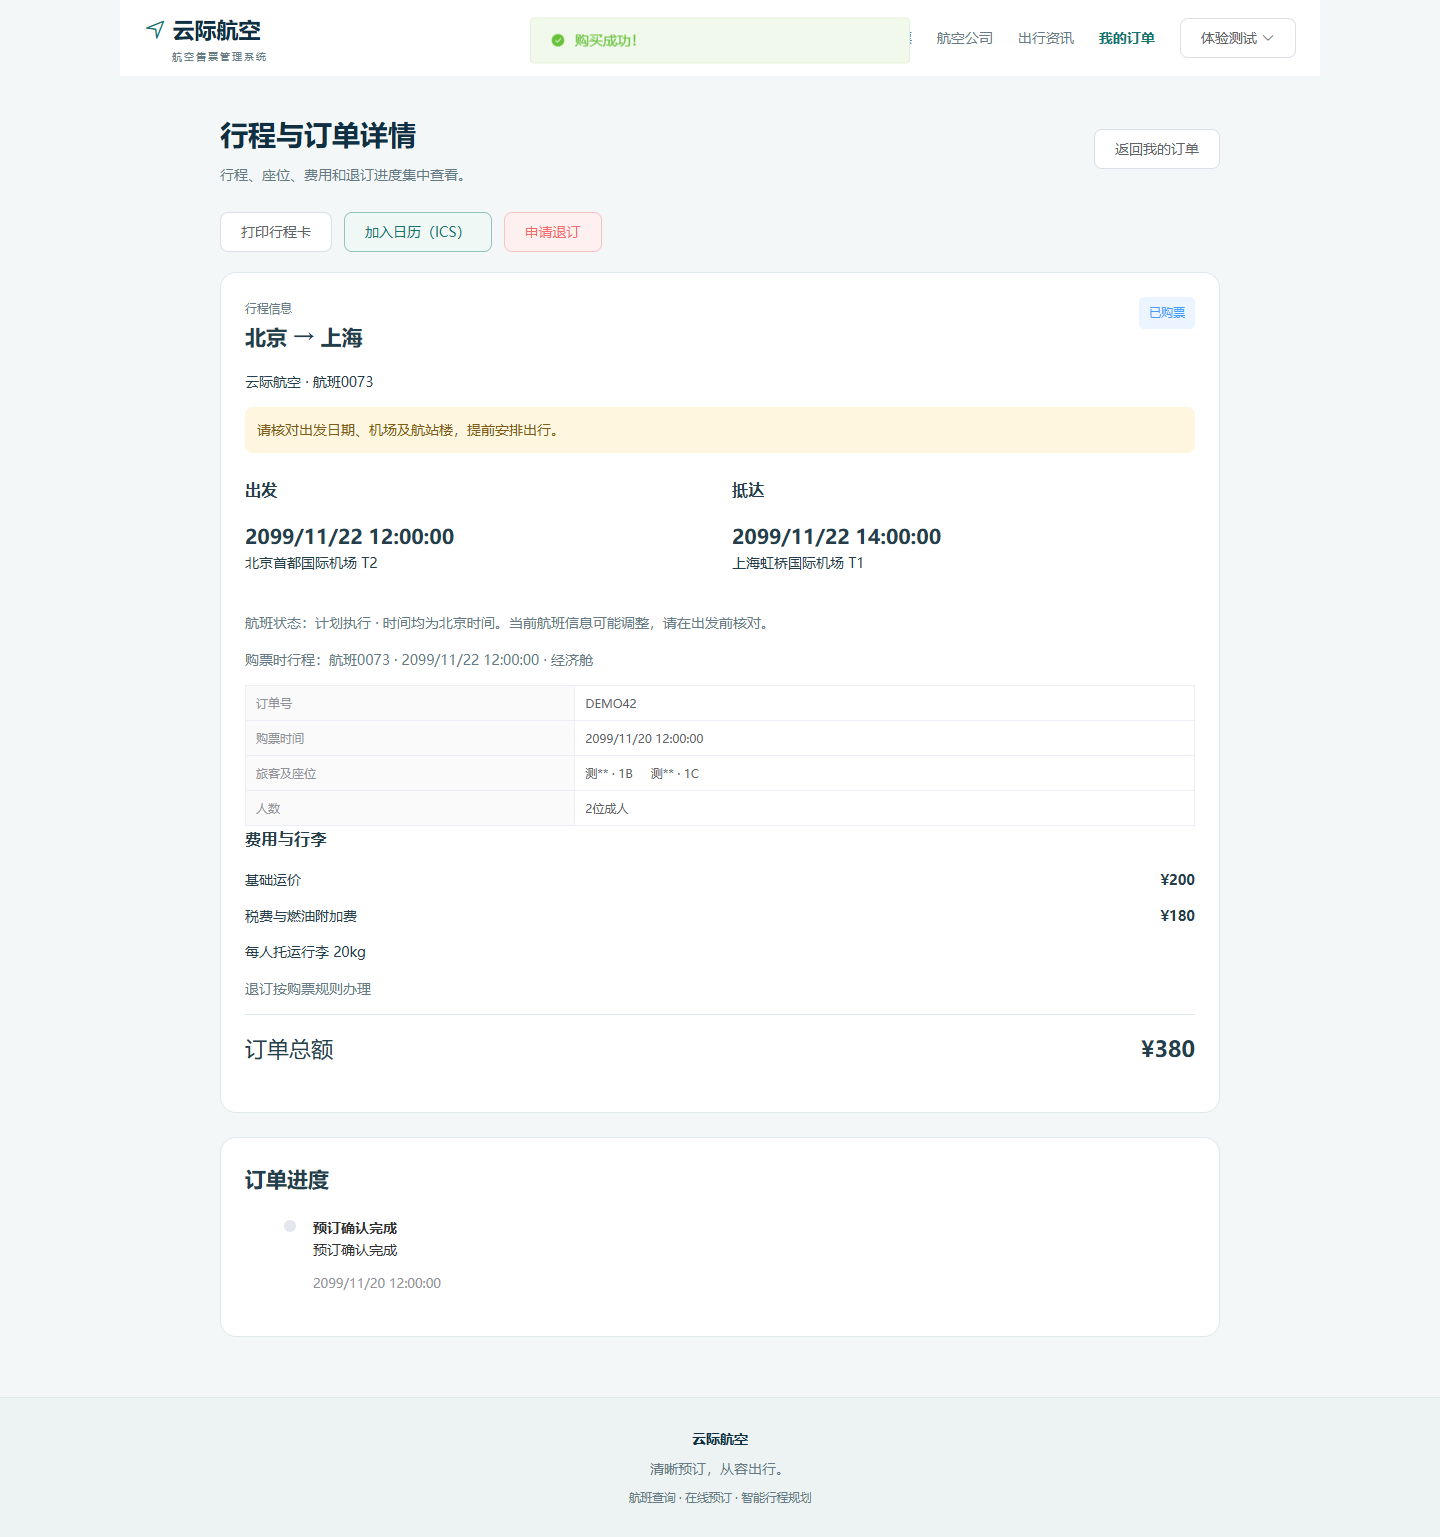 云际航空
航空售票管理系统
购买成功！
航空公司
出行资讯
我的订单
体验测试
行程与订单详情
行程、座位、费用和退订进度集中查看。
返回我的订单
打印行程卡
加入日历（ICS）
申请退订
行程信息
已购票
北京 → 上海
云际航空 · 航班0073
请核对出发日期、机场及航站楼，提前安排出行。
出发
抵达
2099/11/22 12:00:00
2099/11/22 14:00:00
北京首都国际机场 T2
上海虹桥国际机场 T1
航班状态：计划执行 · 时间均为北京时间。当前航班信息可能调整，请在出发前核对。
购票时行程：航班0073 · 2099/11/22 12:00:00 · 经济舱
订单号 DEMO42
购票时间 2099/11/20 12:00:00
旅客及座位 测** · 1B 测** · 1C
人数 2位成人
费用与行李
基础运价 ¥200
税费与燃油附加费 ¥180
每人托运行李 20kg
退订按购票规则办理
订单总额 ¥380
订单进度
预订确认完成
预订确认完成
2099/11/20 12:00:00
云际航空
清晰预订，从容出行。
航班查询 · 在线预订 · 智能行程规划